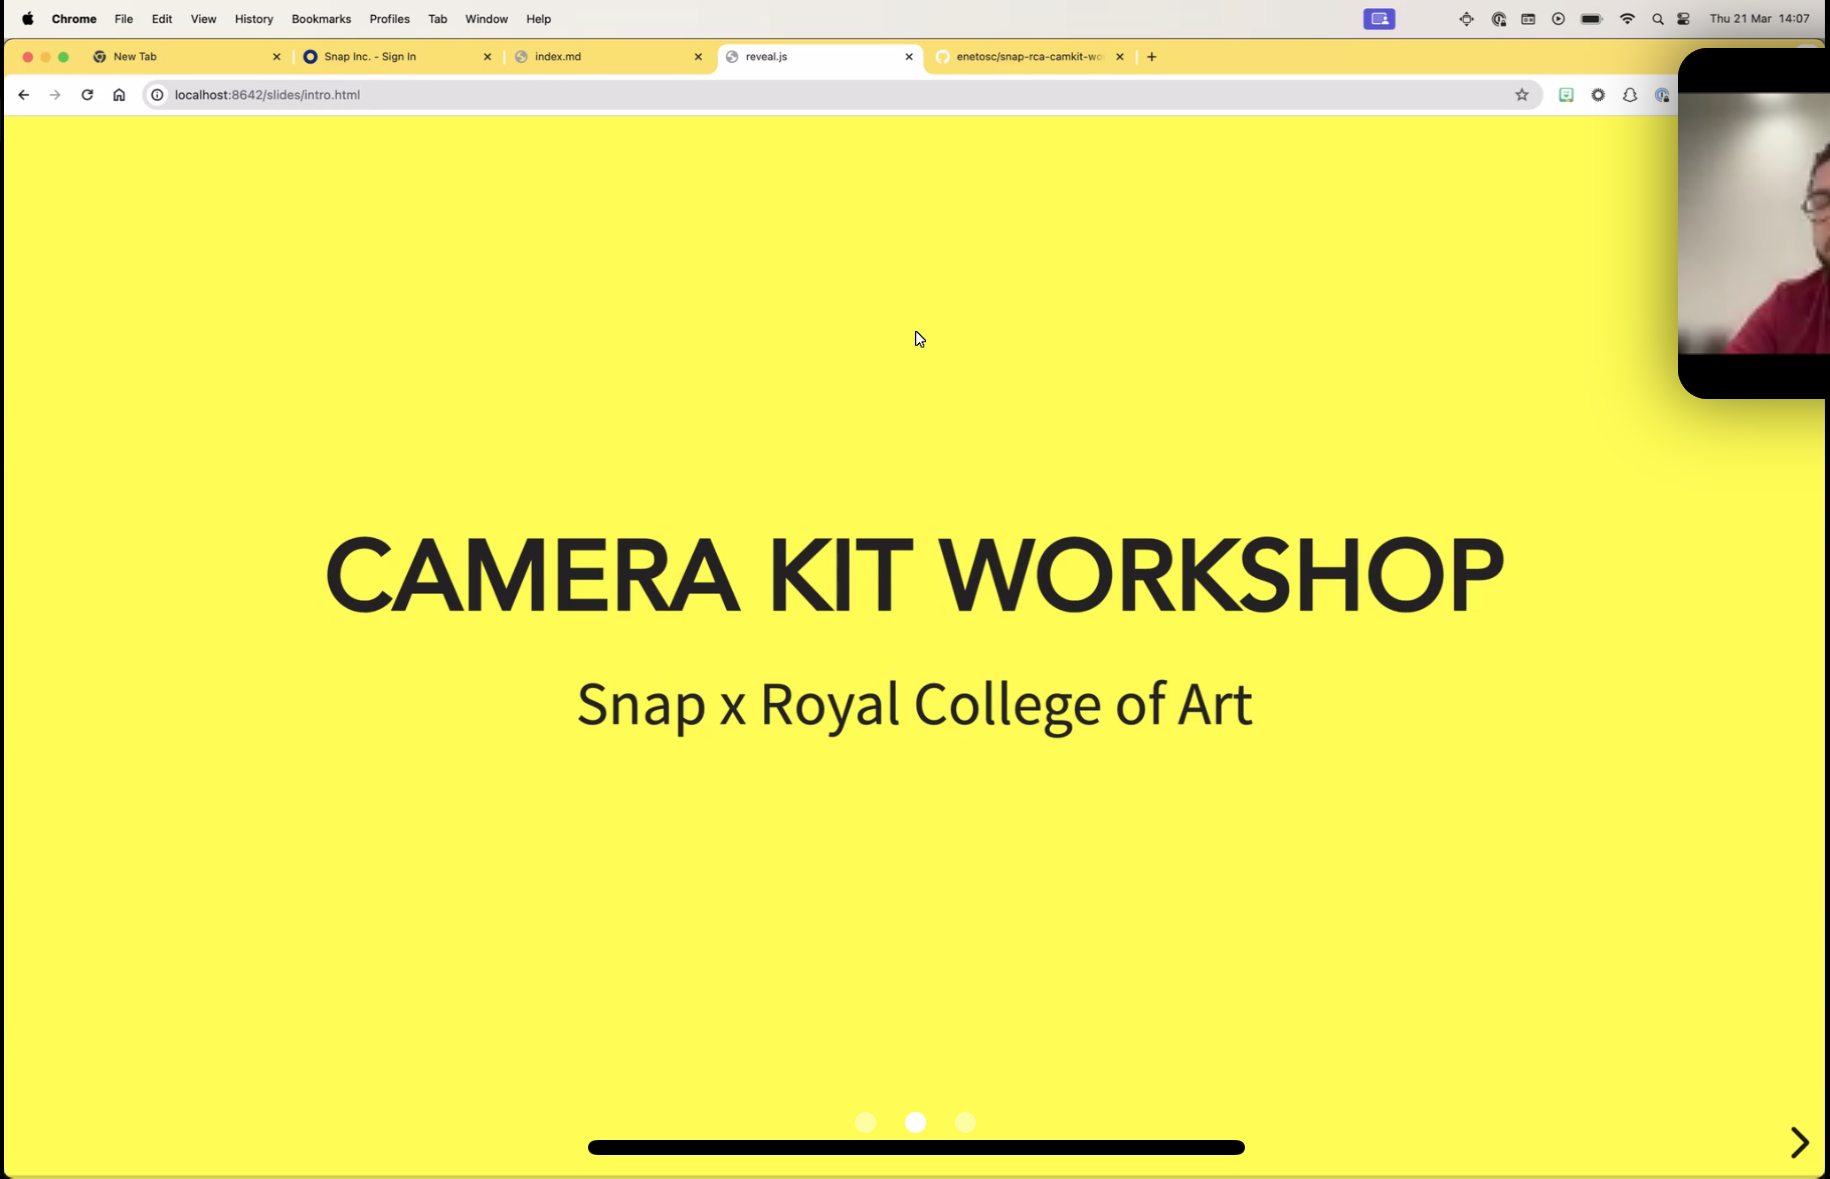 Chrome File Edit View History Bookmarks Profiles Tab Window Help Thu 21 Mar 14:07
New Tab Snap Inc. - Sign In index.md reveal.js enetosc/snap-rca-camkit-wo
localhost:8642/slides/intro.html
CAMERA KIT WORKSHOP
Snap x Royal College of Art